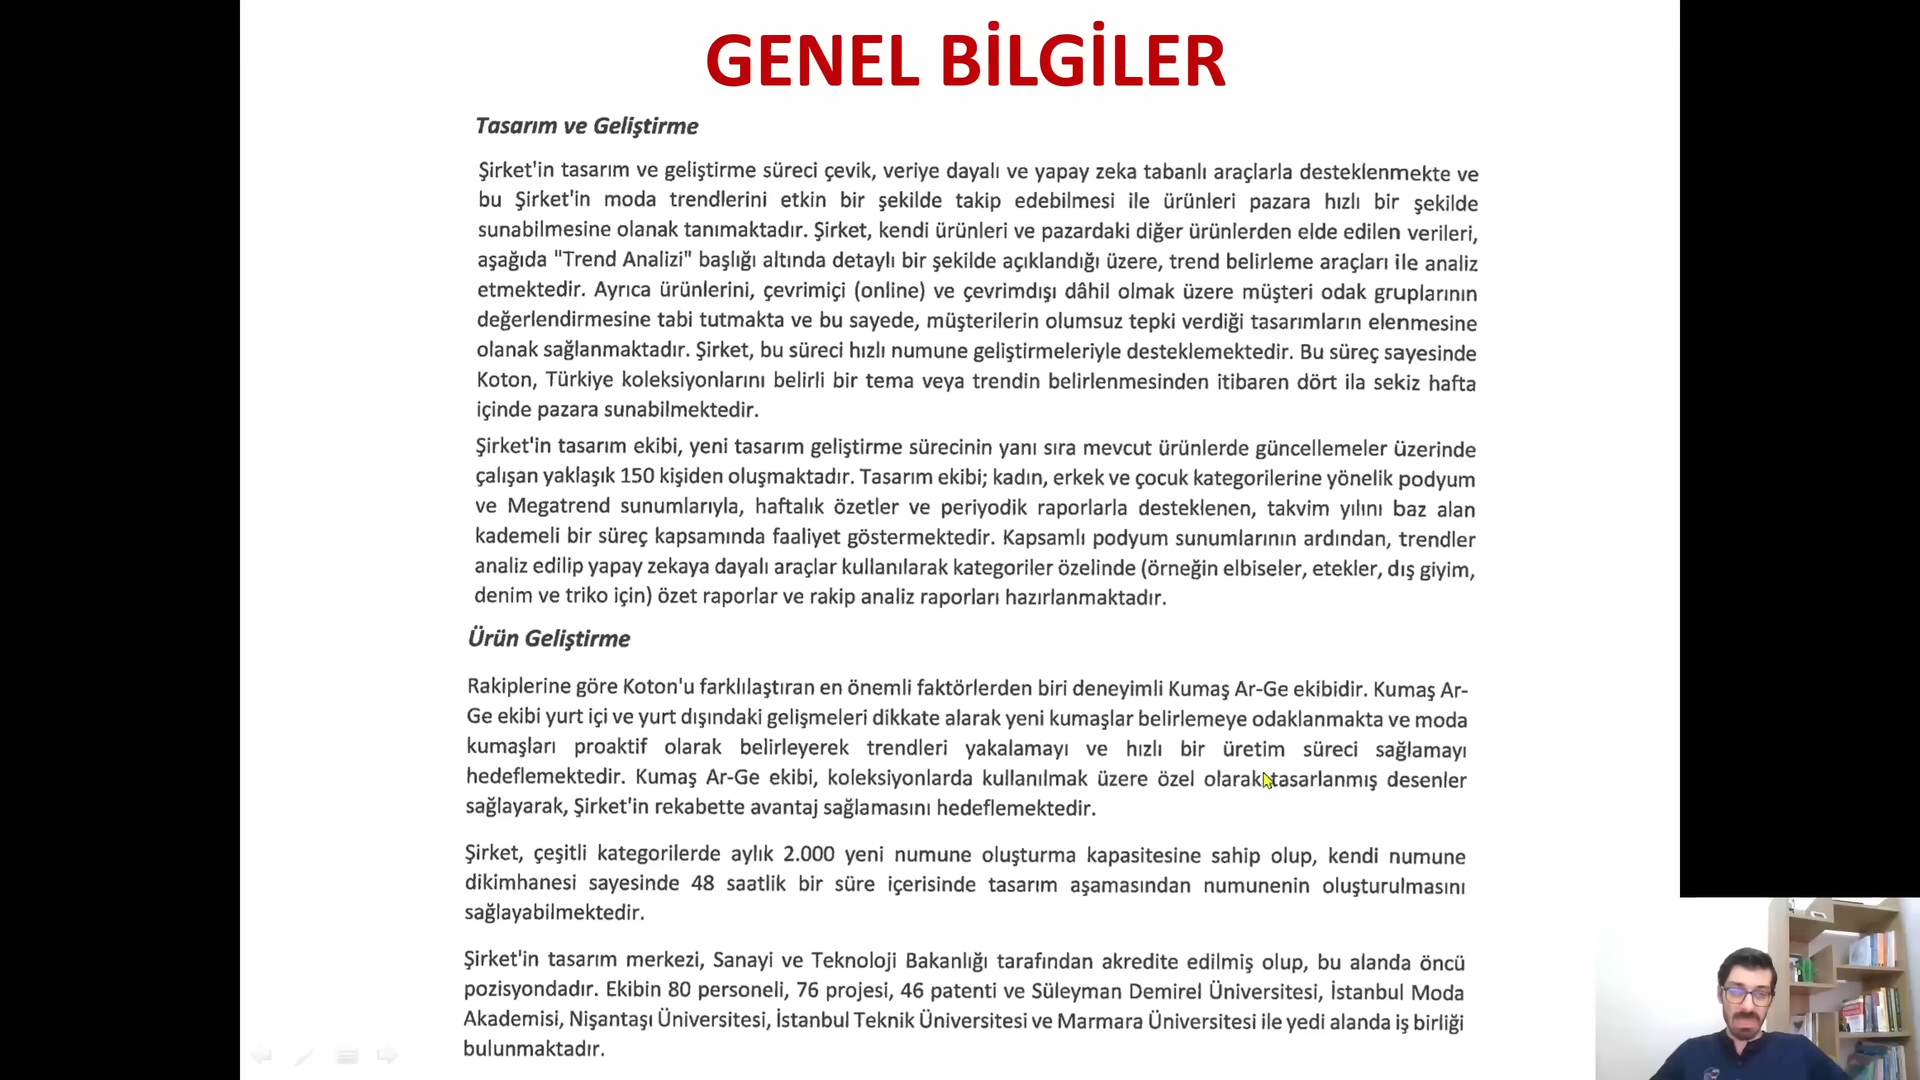 GENEL BİLGİLER
Tasarım ve Geliştirme
Şirket'in tasarım ve geliştirme süreci çevik, veriye dayalı ve yapay zeka tabanlı araçlarla desteklenmekte ve
bu Şirket'in moda trendlerini etkin bir şekilde takip edebilmesi ile ürünleri pazara hızlı bir şekilde
sunabilmesine olanak tanımaktadır. Şirket, kendi ürünleri ve pazardaki diğer ürünlerden elde edilen verileri,
aşağıda "Trend Analizi" başlığı altında detaylı bir şekilde açıklandığı üzere, trend belirleme araçları ile analiz
etmektedir. Ayrıca ürünlerini, çevrimiçi (online) ve çevrimdışı dâhil olmak üzere müşteri odak gruplarının
değerlendirmesine tabi tutmakta ve bu sayede, müşterilerin olumsuz tepki verdiği tasarımların elenmesine
olanak sağlanmaktadır. Şirket, bu süreci hızlı numune geliştirmeleriyle desteklemektedir. Bu süreç sayesinde
Koton, Türkiye koleksiyonlarını belirli bir tema veya trendin belirlenmesinden itibaren dört ila sekiz hafta
içinde pazara sunabilmektedir.
Şirket'in tasarım ekibi, yeni tasarım geliştirme sürecinin yanı sıra mevcut ürünlerde güncellemeler üzerinde
çalışan yaklaşık 150 kişiden oluşmaktadır. Tasarım ekibi; kadın, erkek ve çocuk kategorilerine yönelik podyum
ve Megatrend sunumlarıyla, haftalık özetler ve periyodik raporlarla desteklenen, takvim yılını baz alan
kademeli bir süreç kapsamında faaliyet göstermektedir. Kapsamlı podyum sunumlarının ardından, trendler
analiz edilip yapay zekaya dayalı araçlar kullanılarak kategoriler özelinde (örneğin elbiseler, etekler, dış giyim,
denim ve triko için) özet raporlar ve rakip analiz raporları hazırlanmaktadır.
Ürün Geliştirme
Rakiplerine göre Koton'u farklılaştıran en önemli faktörlerden biri deneyimli Kumaş Ar-Ge ekibidir. Kumaş Ar-
Ge ekibi yurt içi ve yurt dışındaki gelişmeleri dikkate alarak yeni kumaşlar belirlemeye odaklanmakta ve moda
kumaşları proaktif olarak belirleyerek trendleri yakalamayı ve hızlı bir üretim süreci sağlamayı
hedeflemektedir. Kumaş Ar-Ge ekibi, koleksiyonlarda kullanılmak üzere özel olarak tasarlanmış desenler
sağlayarak, Şirket'in rekabette avantaj sağlamasını hedeflemektedir.
Şirket, çeşitli kategorilerde aylık 2.000 yeni numune oluşturma kapasitesine sahip olup, kendi numune
dikimhanesi sayesinde 48 saatlik bir süre içerisinde tasarım aşamasından numunenin oluşturulmasını
sağlayabilmektedir.
Şirket'in tasarım merkezi, Sanayi ve Teknoloji Bakanlığı tarafından akredite edilmiş olup, bu alanda öncü
pozisyondadır. Ekibin 80 personeli, 76 projesi, 46 patenti ve Süleyman Demirel Üniversitesi, İstanbul Moda
Akademisi, Nişantaşı Üniversitesi, İstanbul Teknik Üniversitesi ve Marmara Üniversitesi ile yedi alanda iş birliği
bulunmaktadır.